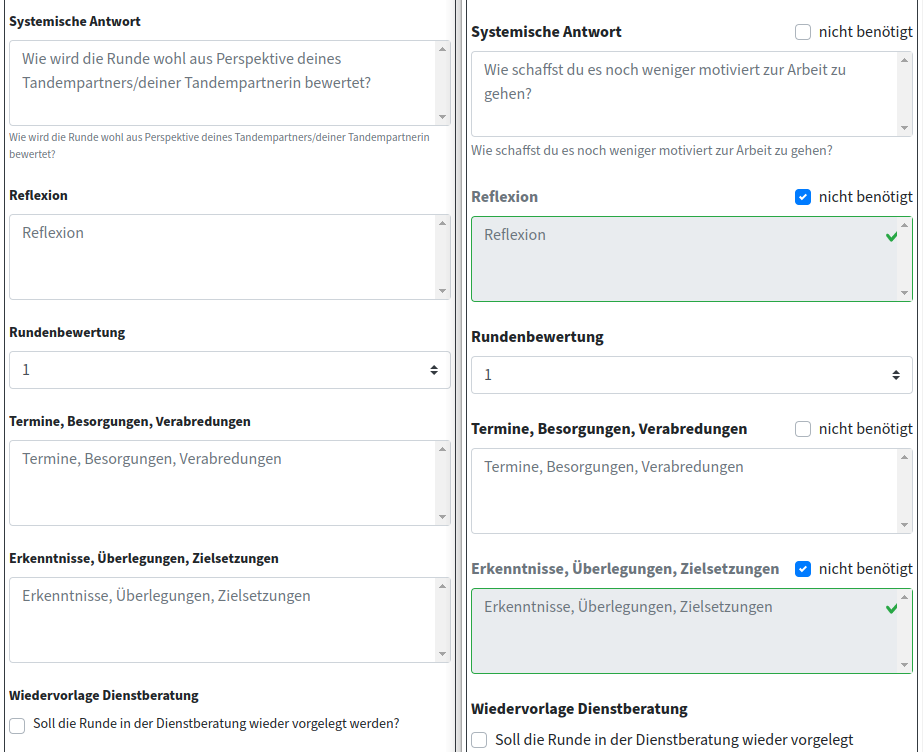 Systemische Antwort
Wie wird die Runde wohl aus Perspektive deines
Tandempartners/deiner Tandempartnerin bewertet?
Wie wird die Runde wohl aus Perspektive deines Tandempartners/deiner Tandempartnerin
bewertet?
Reflexion
Reflexion
Rundenbewertung
1
Termine, Besorgungen, Verabredungen
Termine, Besorgungen, Verabredungen
Erkenntnisse, Überlegungen, Zielsetzungen
Erkenntnisse, Überlegungen, Zielsetzungen
Wiedervorlage Dienstberatung
Soll die Runde in der Dienstberatung wieder vorgelegt werden?
Systemische Antwort nicht benötigt
Wie schaffst du es noch weniger motiviert zur Arbeit zu
gehen?
Wie schaffst du es noch weniger motiviert zur Arbeit zu gehen?
Reflexion nicht benötigt
Reflexion
Rundenbewertung
1
Termine, Besorgungen, Verabredungen nicht benötigt
Termine, Besorgungen, Verabredungen
Erkenntnisse, Überlegungen, Zielsetzungen nicht benötigt
Erkenntnisse, Überlegungen, Zielsetzungen
Wiedervorlage Dienstberatung
Soll die Runde in der Dienstberatung wieder vorgelegt